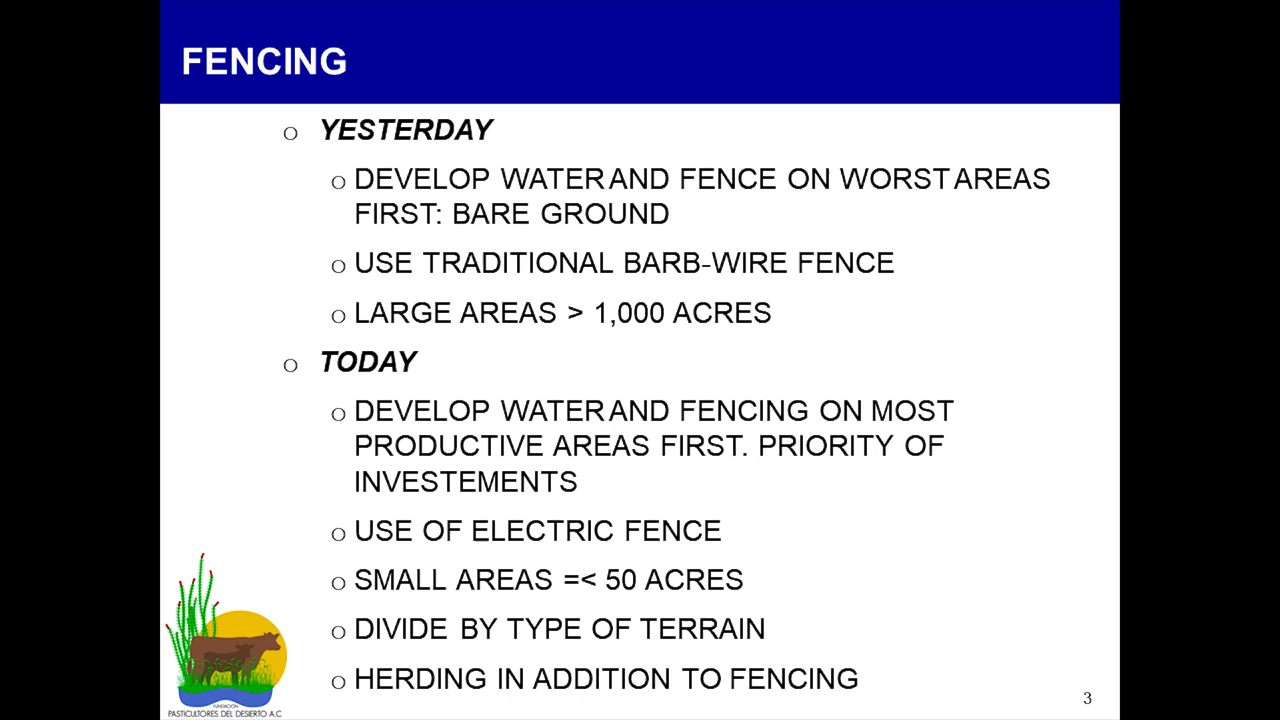 FENCING
YESTERDAY
DEVELOP WATER AND FENCE ON WORST AREAS
FIRST: BARE GROUND
USE TRADITIONAL BARB-WIRE FENCE
LARGE AREAS > 1,000 ACRES
TODAY
DEVELOP WATER AND FENCING ON MOST
PRODUCTIVE AREAS FIRST. PRIORITY OF
INVESTEMENTS
USE OF ELECTRIC FENCE
SMALL AREAS =< 50 ACRES
DIVIDE BY TYPE OF TERRAIN
HERDING IN ADDITION TO FENCING
FUNDACIÓN
PASTICULTORES DEL DESIERTO A.C
3